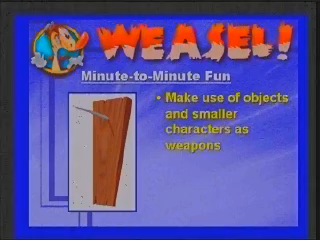 WEASEL!
Minute-to-Minute Fun
• Make use of objects
and smaller
characters as
weapons